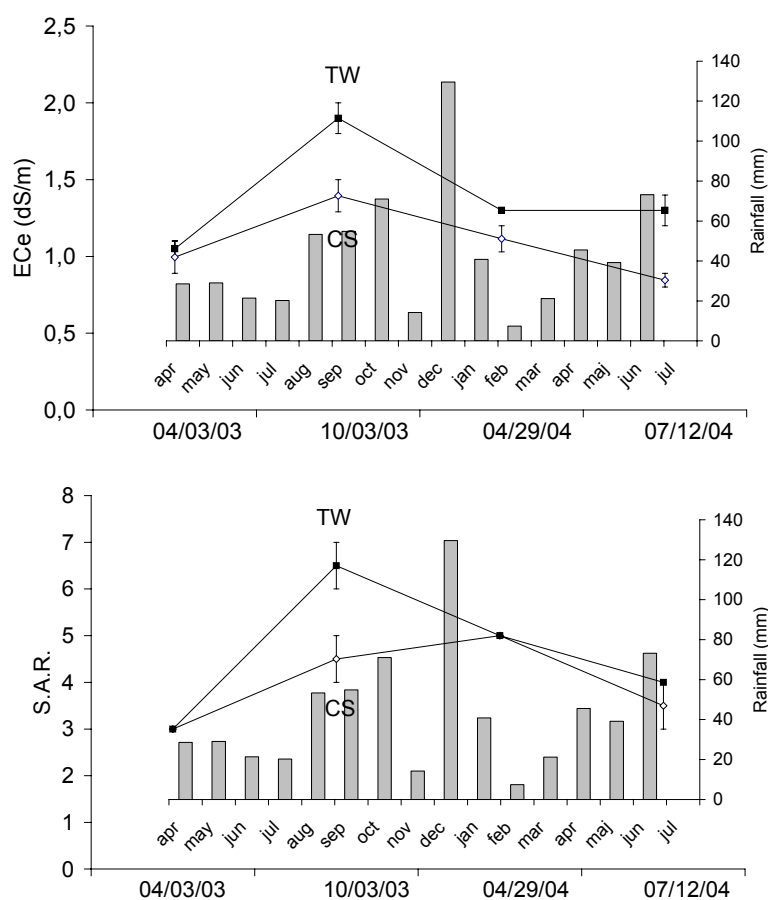 2,5
2,0
1,5
1,0
0,5
0,0
ECe (dS/m)
TW
CS
140
120
100
80
60
40
20
0
Rainfall (mm)
apr may jun jul aug sep oct nov dec jan feb mar apr maj jun jul
04/03/03 10/03/03 04/29/04 07/12/04
8
7
6
5
4
3
2
1
0
S.A.R.
TW
CS
140
120
100
80
60
40
20
0
Rainfall (mm)
apr may jun jul aug sep oct nov dec jan feb mar apr maj jun jul
04/03/03 10/03/03 04/29/04 07/12/04